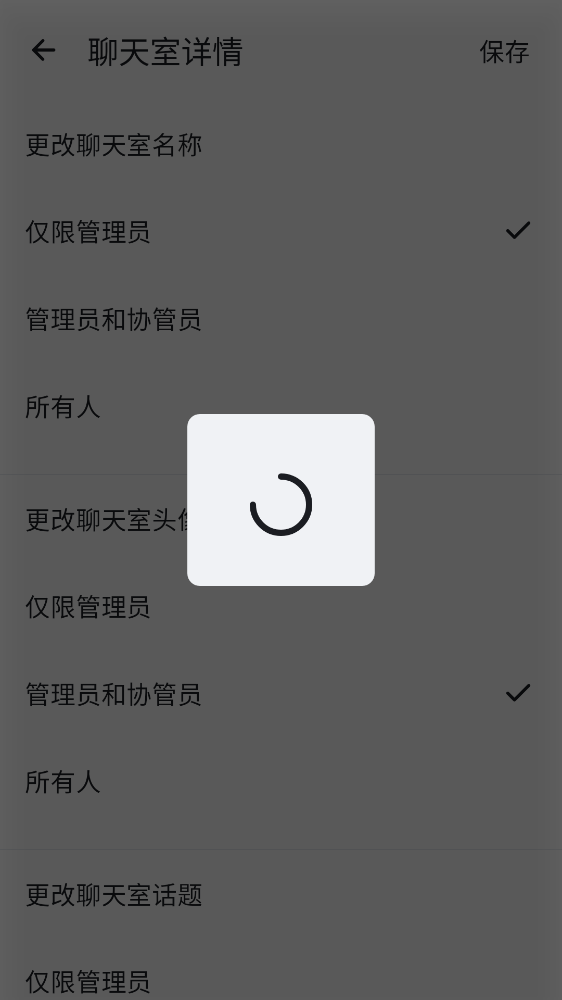 聊天室详情
保存
更改聊天室名称
仅限管理员
管理员和协管员
所有人
更改聊天室头
仅限管理员
管理员和协管员
所有人
更改聊天室话题
仅限管理员